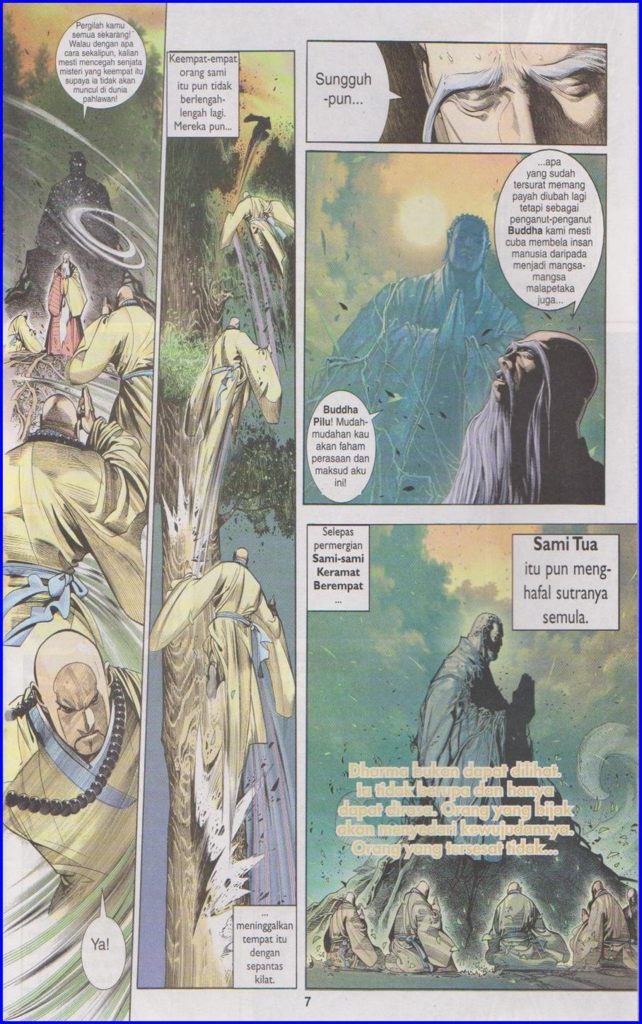 Pergilah kamu
semua sekarang!
Walau dengan apa
cara sekalipun, kalian
mesti mencegah senjata
misteri yang keempat itu
supaya ia tidak akan
muncul di dunia
pahlawan!
Ya!
Keempat-empat
orang sami
itu pun tidak
berlengah-
lengah lagi.
Mereka pun...
...
meninggalkan
tempat itu
dengan
sepantas
kilat.
Sungguh
-pun...
...apa
yang sudah
tersurat memang
payah diubah lagi
tetapi sebagai
penganut-penganut
Buddha kami mesti
cuba membela insan
manusia daripada
menjadi mangsa-
mangsa
malapetaka
juga...
Buddha
Pilu! Mudah-
mudahan kau
akan faham
perasaan dan
maksud aku
ini!
Selepas
permergian
Sami-sami
Keramat
Berempat
...
Sami Tua
itu pun meng-
hafal sutranya
semula.
Dharma bukan dapat dilihat.
Ia tidak berupa dan hanya
dapat dirasa. Orang yang bijak
akan menyedari kewujudannya.
Orang yang tersesat tidak...
7